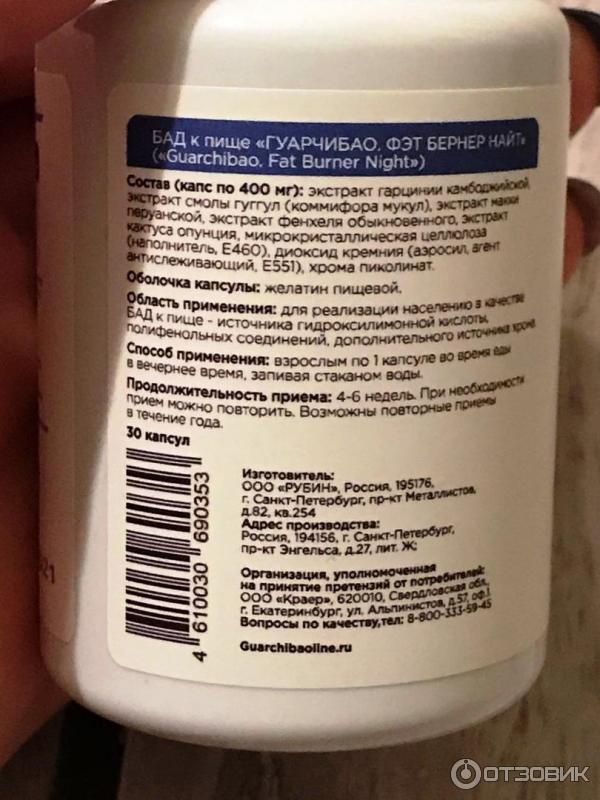 БАД к пище «ГУАРЧИБАО. ФЭТ БЕРНЕР НАЙТ»
(«Guarchibao. Fat Burner Night»)
Состав (капс по 400 мг): экстракт гарцинии камбоджийской,
экстракт смолы гуггул (коммифора мукул), экстракт макки
перуанской, экстракт фенхеля обыкновенного, экстракт
кактуса опунция, микрокристаллическая целлюлоза
(наполнитель, Е460), диоксид кремния (аэросил, агент
антислеживающий, Е551), хрома пиколинат.
Оболочка капсулы: желатин пищевой.
Область применения: для реализации населению в качестве
БАД к пище - источника гидроксилимонной кислоты,
полифенольных соединений, дополнительного источника хрома
Способ применения: взрослым по 1 капсуле во время еды
в вечернее время, запивая стаканом воды.
Продолжительность приема: 4-6 недель. При необходимости
прием можно повторить. Возможны повторные приемы
в течение года.
30 капсул
Изготовитель:
ООО «РУБИН», Россия, 195176,
г. Санкт-Петербург, пр-кт Металлистов,
д.82, кв.254
Адрес производства:
Россия, 194156, г. Санкт-Петербург,
пр-кт Энгельса, д.27, лит. Ж;
Организация, уполномоченная
на принятие претензий от потребителей:
ООО «Краер», 620010, Свердловская обл.,
г. Екатеринбург, ул. Альпинистов, д.57, оф.1
Вопросы по качеству,тел: 8-800-333-59-45
Guarchibaoline.ru
4 610030 690353
ОТЗОВИК